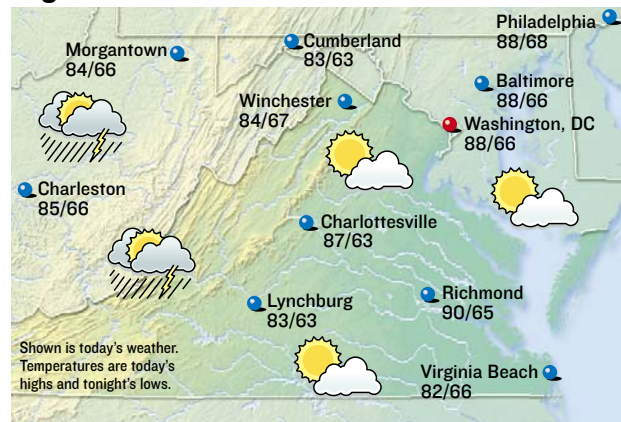 Philadelphia
88/68
Morgantown
84/66
Cumberland
83/63
Baltimore
88/66
Winchester
84/67
Washington, DC
88/66
Charleston
85/66
Charlottesville
87/63
Lynchburg
83/63
Richmond
90/65
Shown is today's weather.
Temperatures are today's
highs and tonight's lows.
Virginia Beach
82/66